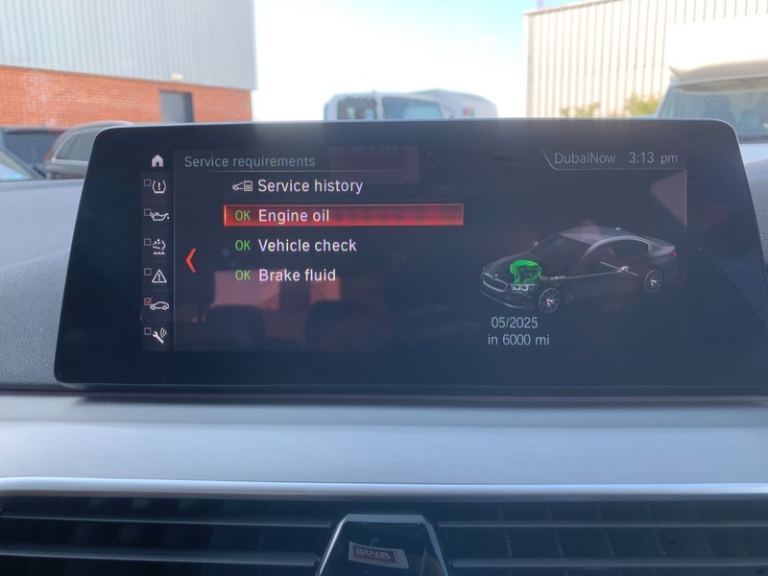 Service requirements
DubaiNow 3:13 pm
Service history
OK Engine oil
OK Vehicle check
OK Brake fluid
05/2025
in 6000 mi